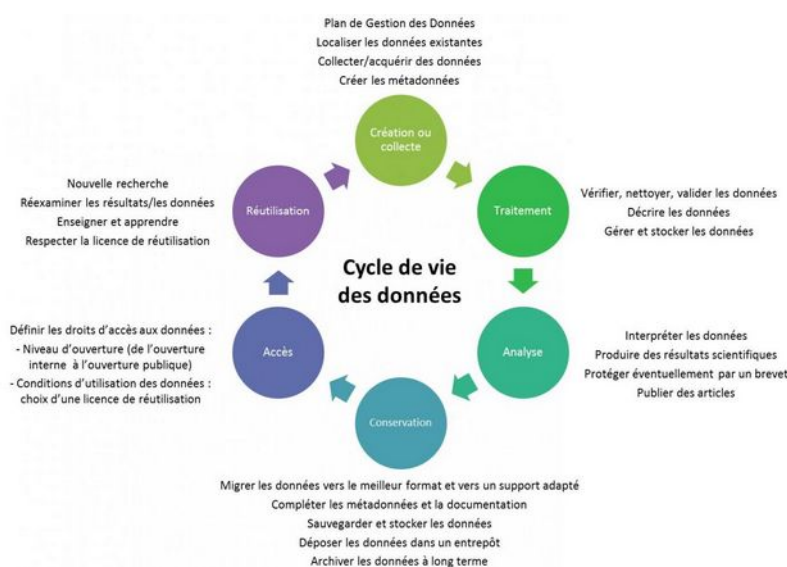 Plan de Gestion des Données
Localiser les données existantes
Collecter/acquérir des données
Créer les métadonnées
Création ou
collecte
Vérifier, nettoyer, valider les données
Décrire les données
Gérer et stocker les données
Traitement
Interpréter les données
Produire des résultats scientifiques
Protéger éventuellement par un brevet
Publier des articles
Analyse
Conservation
Migrer les données vers le meilleur format et vers un support adapté
Compléter les métadonnées et la documentation
Sauvegarder et stocker les données
Déposer les données dans un entrepôt
Archiver les données à long terme
Accès
Définir les droits d’accès aux données :
- Niveau d’ouverture (de l’ouverture
interne à l’ouverture publique)
- Conditions d’utilisation des données :
choix d’une licence de réutilisation
Réutilisation
Nouvelle recherche
Réexaminer les résultats/les données
Enseigner et apprendre
Respecter la licence de réutilisation
Cycle de vie
des données